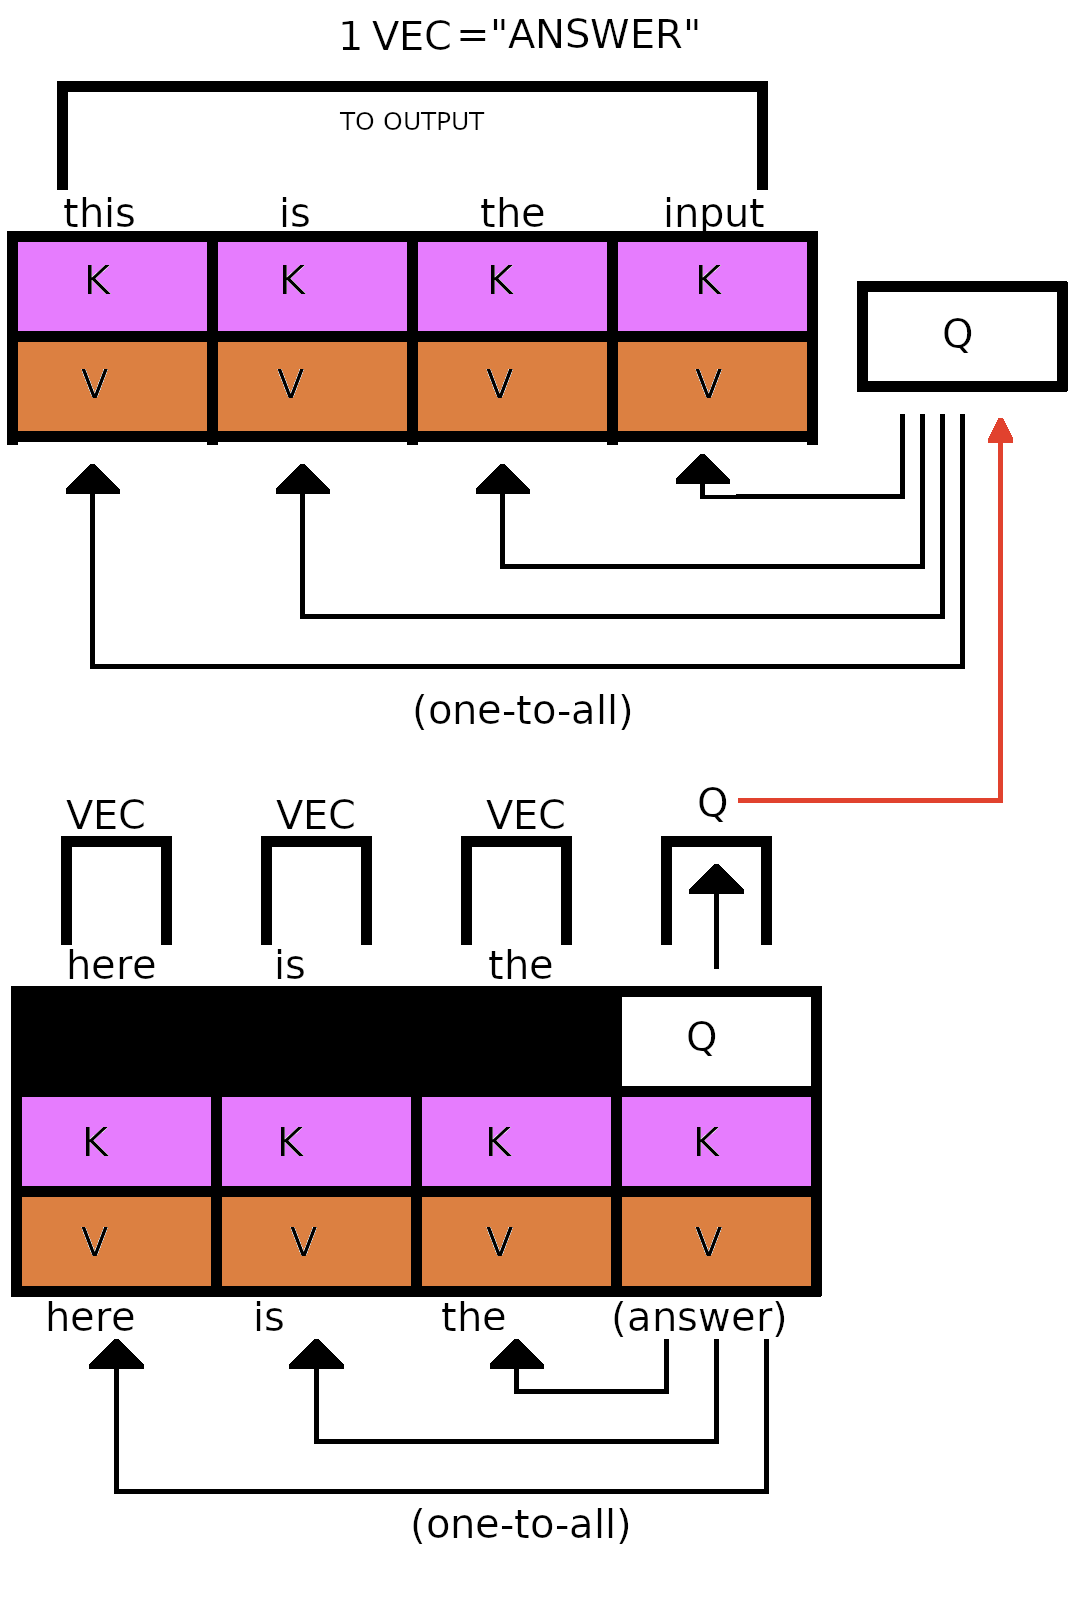 1 VEC="ANSWER"
TO OUTPUT
this is the input
K K K K
Q
V V V V
(one-to-all)
VEC VEC VEC Q
here is the
Q
K K K K
V V V V
here is the (answer)
(one-to-all)